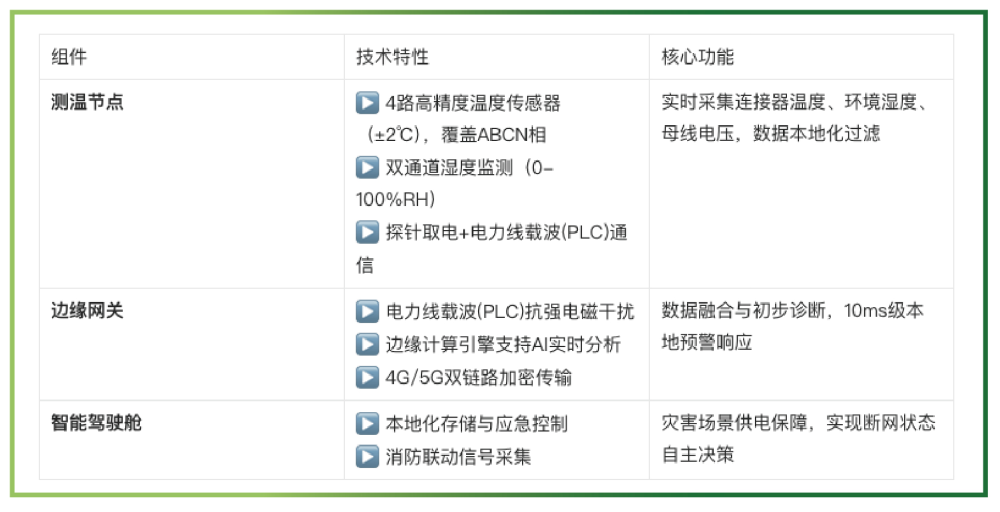 组件
技术特性
核心功能
测温节点
▶ 4路高精度温度传感器
（±2℃），覆盖ABCN相
▶ 双通道湿度监测（0-
100%RH）
▶ 探针取电+电力线载波(PLC)通
信
实时采集连接器温度、环境湿度、
母线电压，数据本地化过滤
边缘网关
▶ 电力线载波(PLC)抗强电磁干扰
▶ 边缘计算引擎支持AI实时分析
▶ 4G/5G双链路加密传输
数据融合与初步诊断，10ms级本
地预警响应
智能驾驶舱
▶ 本地化存储与应急控制
▶ 消防联动信号采集
灾害场景供电保障，实现断网状态
自主决策